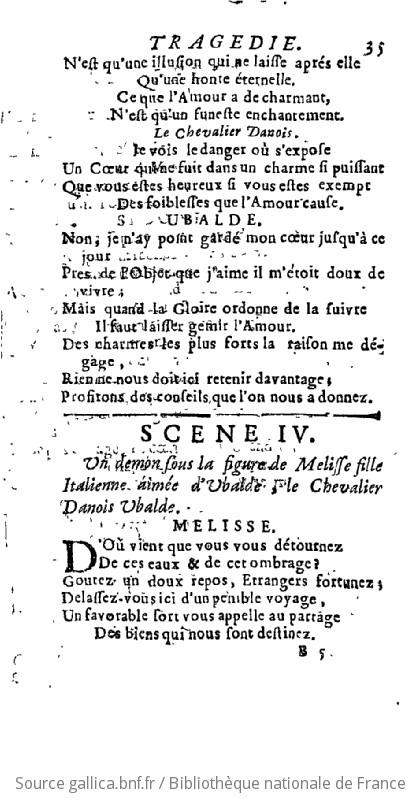 TRAGEDIE. 35
N'est qu'une illusion qui ne laisse aprés elle
Qu'une honte éternelle.
Ce que l'Amour a de charmant,
N'est qu'un funeste enchantement.
Le Chevalier Danois.
Je vois le danger où s'expose
Un Cœur qui ne fuit dans un charme si puissant
Que vous estes heureux si vous estes exempt
Des foiblesses que l'Amour cause.
UBALDE.
Non, je n'ay point gardé mon cœur jusqu'à ce
jour
Pres de l'Objet que j'aime il m'étoit doux de
vivre;
Mais quand la Gloire ordonne de la suivre
Il faut laisser gemir l'Amour.
Des charmes les plus forts la raison me dé-
gage,
Rien ne nous doit ici retenir davantage;
Profitons des conseils que l'on nous a donnez.
SCENE IV.
Un demon sous la figure de Melisse fille
Italienne aimée d'Ubalde, le Chevalier
Danois Ubalde.
MELISSE.
D'Où vient que vous vous détournez
De ces eaux & de cet ombrage?
Goutez un doux repos, Etrangers fortunez;
Delassez-vous ici d'un penible voyage,
Un favorable sort vous appelle au partage
Des biens qui nous sont destinez.
B 5
Source gallica.bnf.fr / Bibliothèque nationale de France